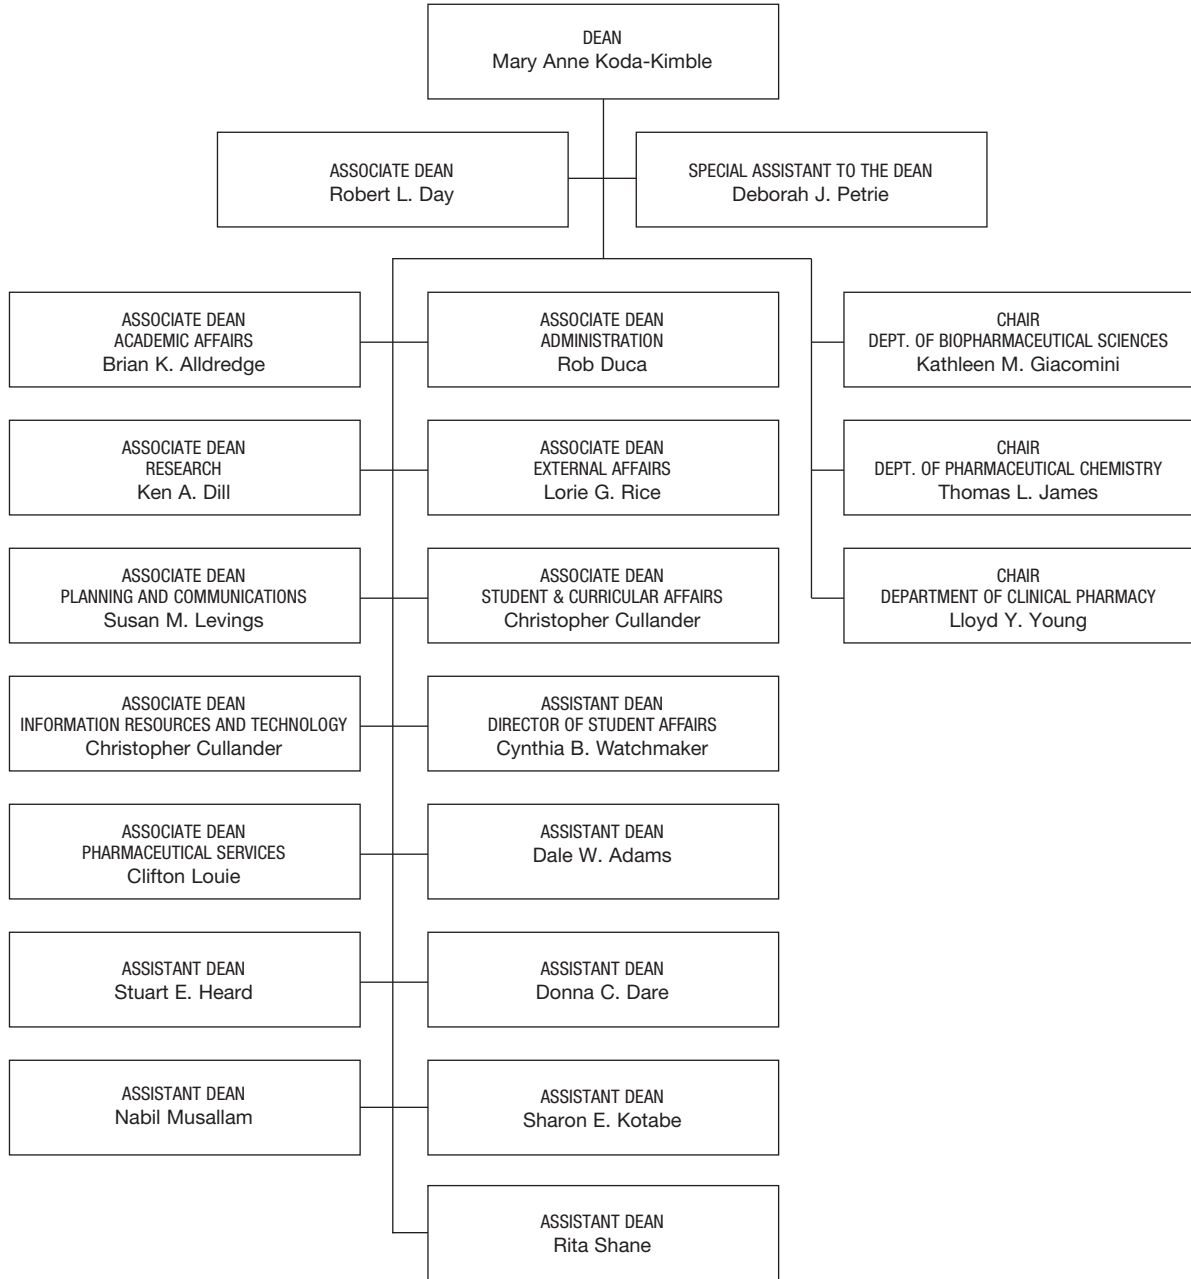 DEAN
Mary Anne Koda-Kimble
ASSOCIATE DEAN
Robert L. Day
SPECIAL ASSISTANT TO THE DEAN
Deborah J. Petrie
ASSOCIATE DEAN
ACADEMIC AFFAIRS
Brian K. Alldredge
ASSOCIATE DEAN
ADMINISTRATION
Rob Duca
CHAIR
DEPT. OF BIOPHARMACEUTICAL SCIENCES
Kathleen M. Giacomini
ASSOCIATE DEAN
RESEARCH
Ken A. Dill
ASSOCIATE DEAN
EXTERNAL AFFAIRS
Lorie G. Rice
CHAIR
DEPT. OF PHARMACEUTICAL CHEMISTRY
Thomas L. James
ASSOCIATE DEAN
PLANNING AND COMMUNICATIONS
Susan M. Levings
ASSOCIATE DEAN
STUDENT & CURRICULAR AFFAIRS
Christopher Cullander
CHAIR
DEPARTMENT OF CLINICAL PHARMACY
Lloyd Y. Young
ASSOCIATE DEAN
INFORMATION RESOURCES AND TECHNOLOGY
Christopher Cullander
ASSISTANT DEAN
DIRECTOR OF STUDENT AFFAIRS
Cynthia B. Watchmaker
ASSOCIATE DEAN
PHARMACEUTICAL SERVICES
Clifton Louie
ASSISTANT DEAN
Dale W. Adams
ASSISTANT DEAN
Stuart E. Heard
ASSISTANT DEAN
Donna C. Dare
ASSISTANT DEAN
Nabil Musallam
ASSISTANT DEAN
Sharon E. Kotabe
ASSISTANT DEAN
Rita Shane